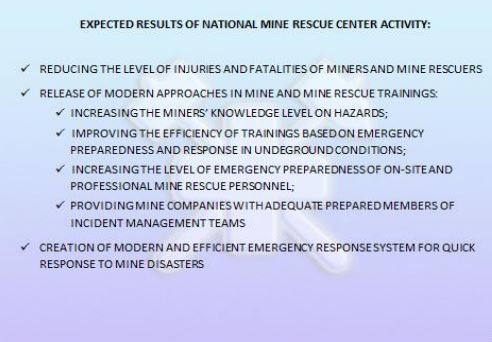 EXPECTED RESULTS OF NATIONAL MINE RESCUE CENTER ACTIVITY:
✓ REDUCING THE LEVEL OF INJURIES AND FATALITIES OF MINERS AND MINE RESCUERS
✓ RELEASE OF MODERN APPROACHES IN MINE AND MINE RESCUE TRAININGS:
✓ INCREASING THE MINERS' KNOWLEDGE LEVEL ON HAZARDS;
✓ IMPROVING THE EFFICIENCY OF TRAININGS BASED ON EMERGENCY
PREPAREDNESS AND RESPONSE IN UNDEGROUND CONDITIONS;
✓ INCREASING THE LEVEL OF EMERGENCY PREPAREDNESS OF ON-SITE AND
PROFESSIONAL MINE RESCUE PERSONNEL;
✓ PROVIDING MINE COMPANIES WITH ADEQUATE PREPARED MEMBERS OF
INCIDENT MANAGEMENT TEAMS
✓ CREATION OF MODERN AND EFFICIENT EMERGENCY RESPONSE SYSTEM FOR QUICK
RESPONSE TO MINE DISASTERS